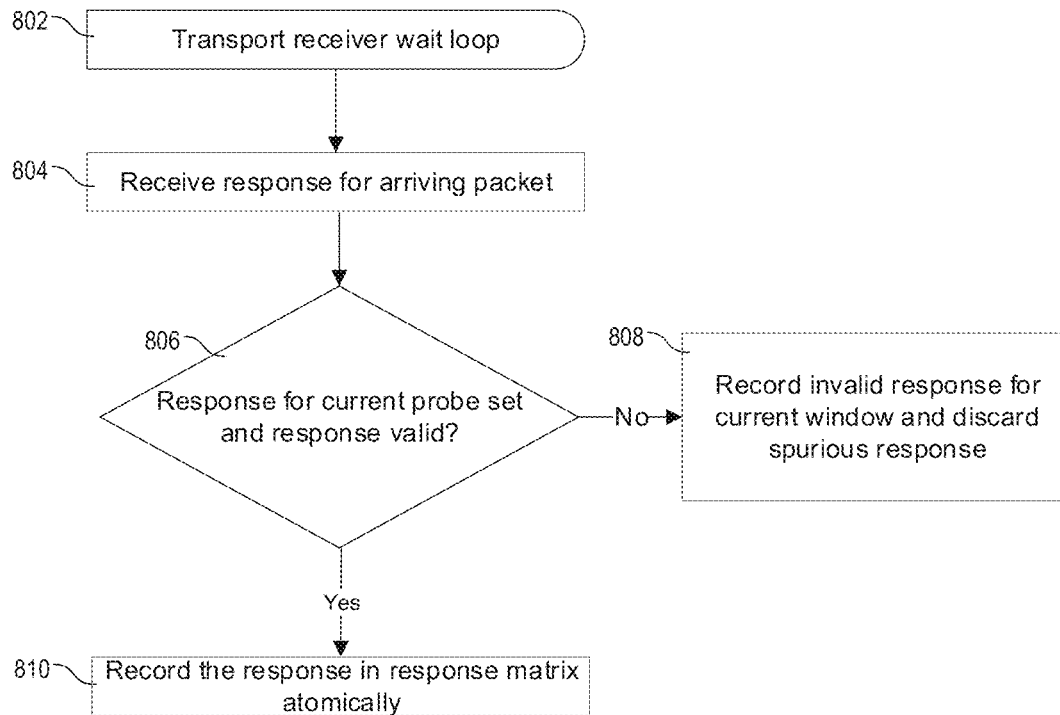 802
Transport receiver wait loop
804
Receive response for arriving packet
806
Response for current probe set
and response valid?
No
808
Record invalid response for
current window and discard
spurious response
Yes
810
Record the response in response matrix
atomically